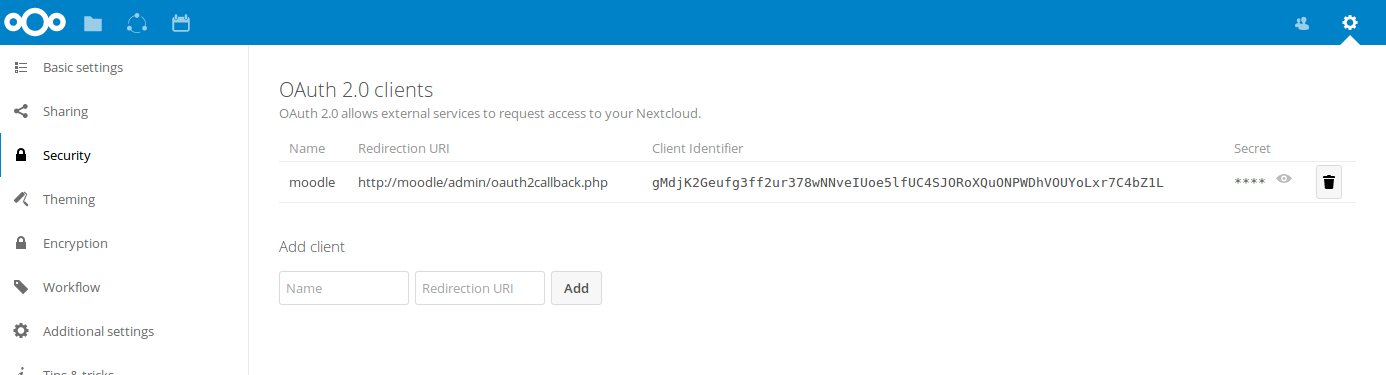 Basic settings
Sharing
Security
Theming
Encryption
Workflow
Additional settings
Tips & tricks
OAuth 2.0 clients
OAuth 2.0 allows external services to request access to your Nextcloud.
Name Redirection URI Client Identifier Secret
moodle http://moodle/admin/oauth2callback.php gMdjK2Geufg3ff2ur378wNNveIUoe5lfUC4SJORoXQuONPWDhVOUYoLxr7C4bZ1L ****
Add client
Name Redirection URI Add